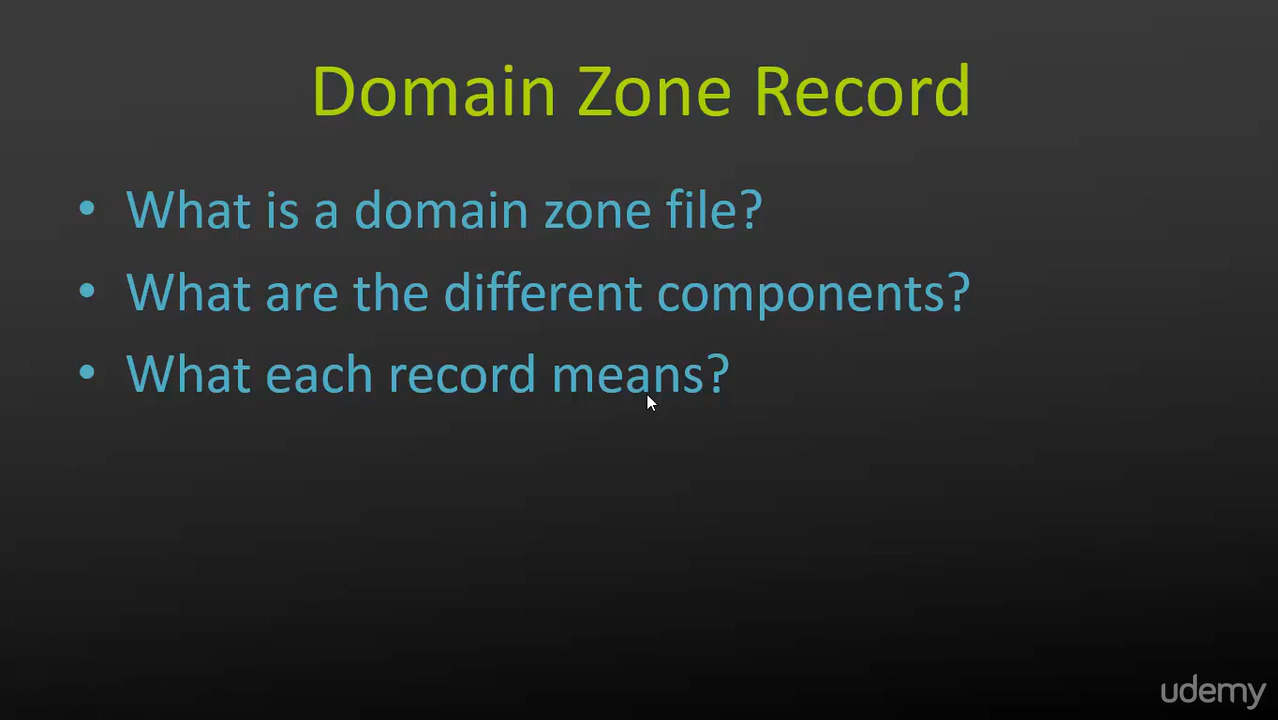 Domain Zone Record
• What is a domain zone file?
• What are the different components?
• What each record means?
udemy